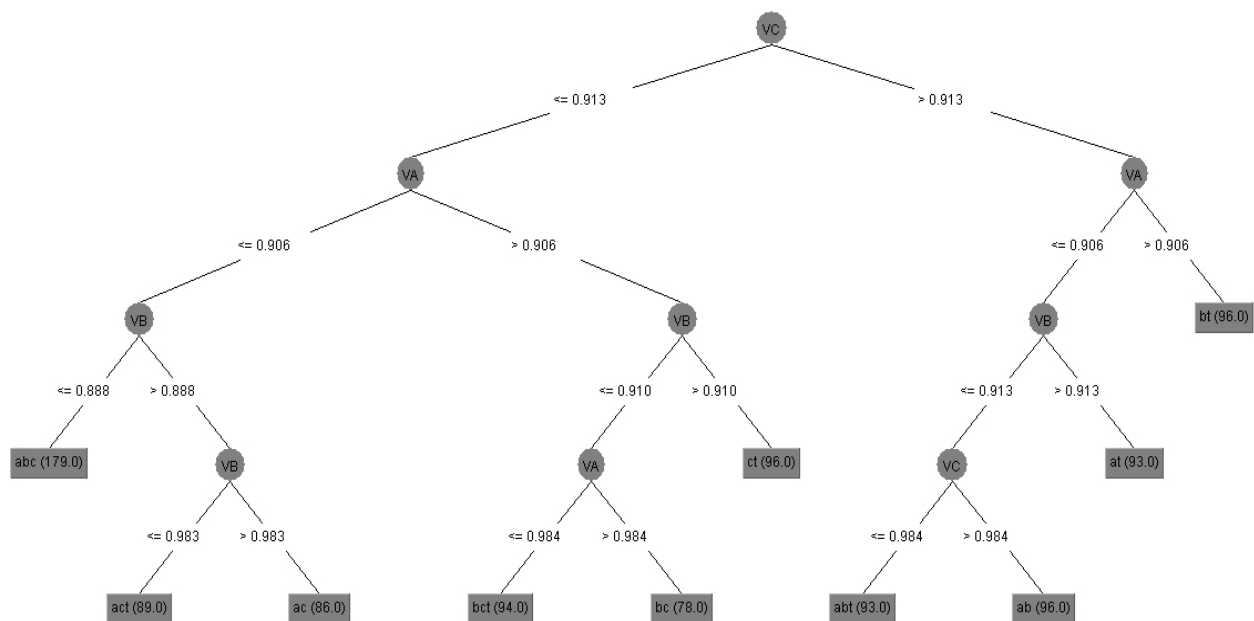 VC
<= 0.913
> 0.913
VA
VA
<= 0.906
> 0.906
<= 0.906
> 0.906
VB
VB
VB
bt (96.0)
<= 0.888
> 0.888
<= 0.910
> 0.910
<= 0.913
> 0.913
abc (179.0)
VB
VA
ct (96.0)
VC
at (93.0)
<= 0.983
> 0.983
<= 0.984
> 0.984
<= 0.984
> 0.984
act (89.0)
ac (86.0)
bct (94.0)
bc (78.0)
abt (93.0)
ab (96.0)